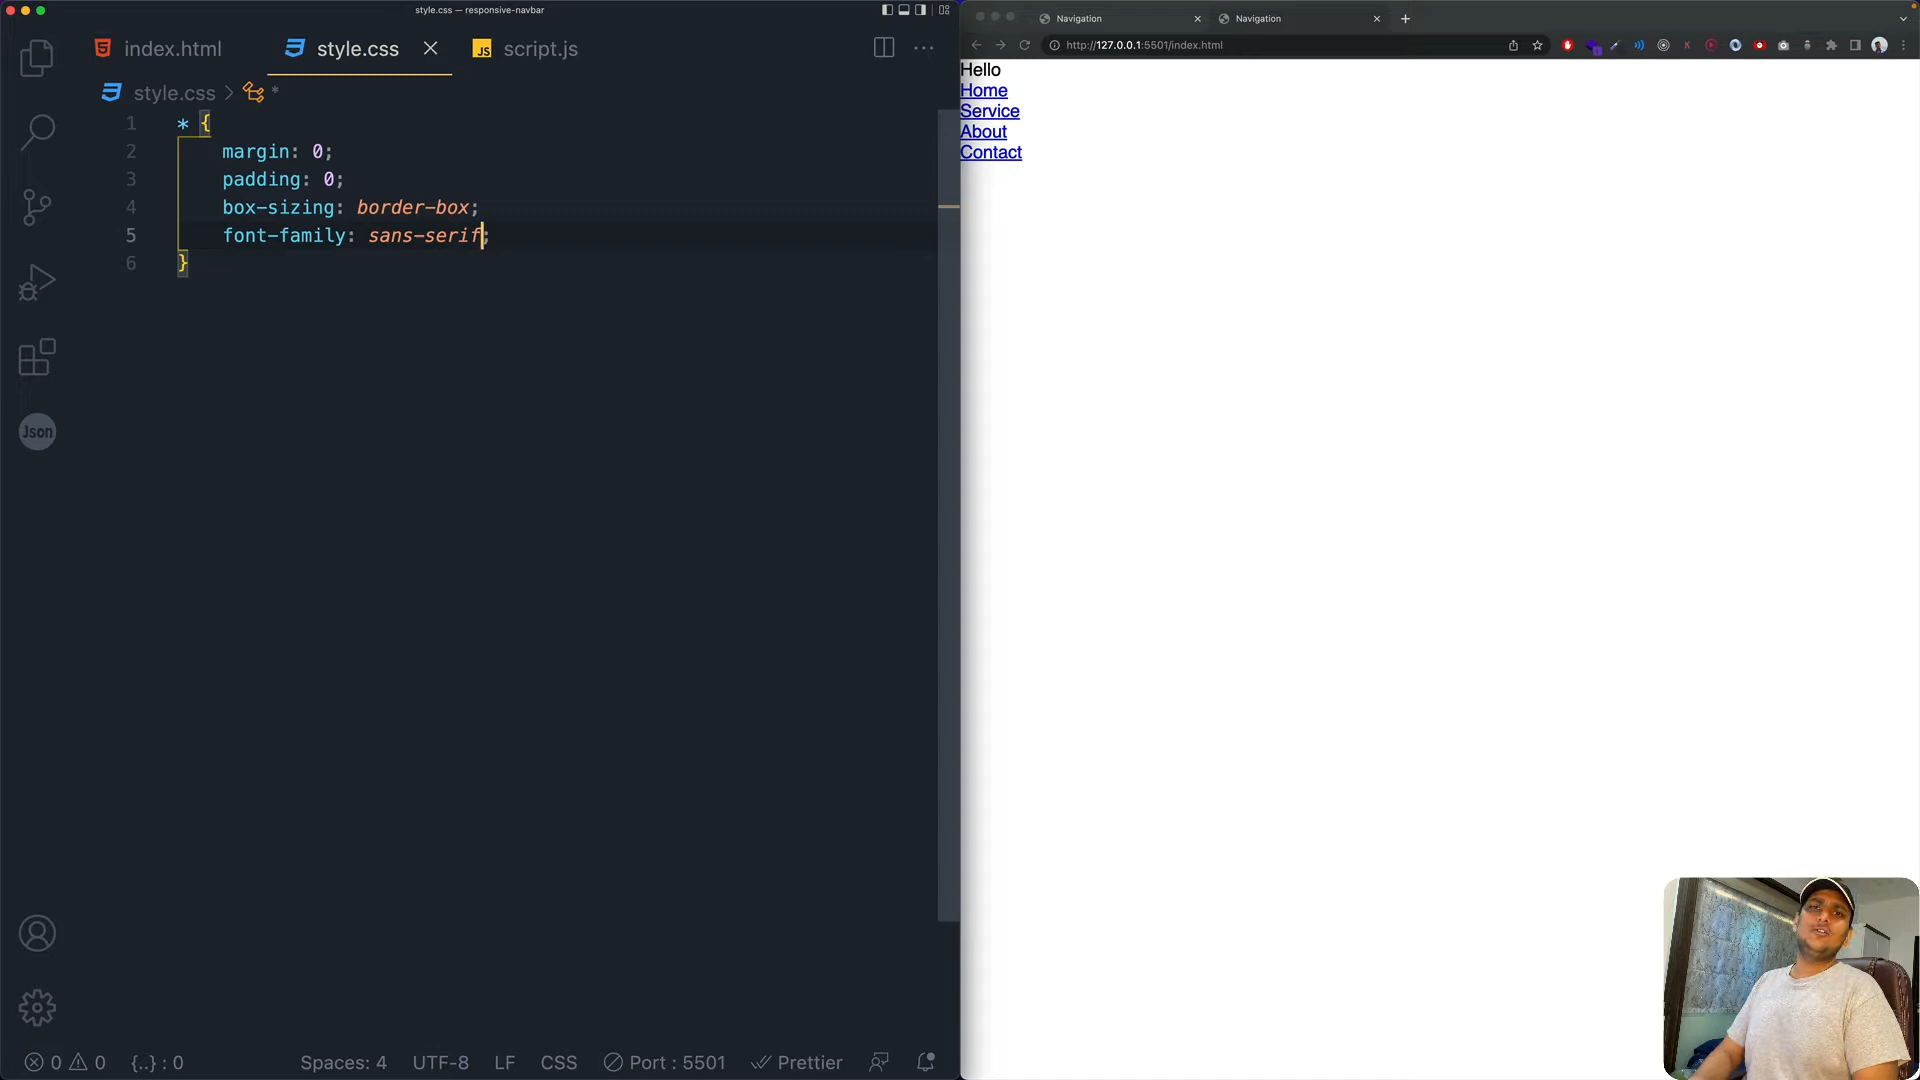 style.css — responsive-navbar
index.html
style.css
JS script.js
style.css > *
1 * {
2 margin: 0;
3 padding: 0;
4 box-sizing: border-box;
5 font-family: sans-serif;
6 }
Json
0 0 {..} : 0
Spaces: 4 UTF-8 LF CSS Port : 5501 Prettier
Navigation
Navigation
http://127.0.0.1:5501/index.html
Hello
Home
Service
About
Contact